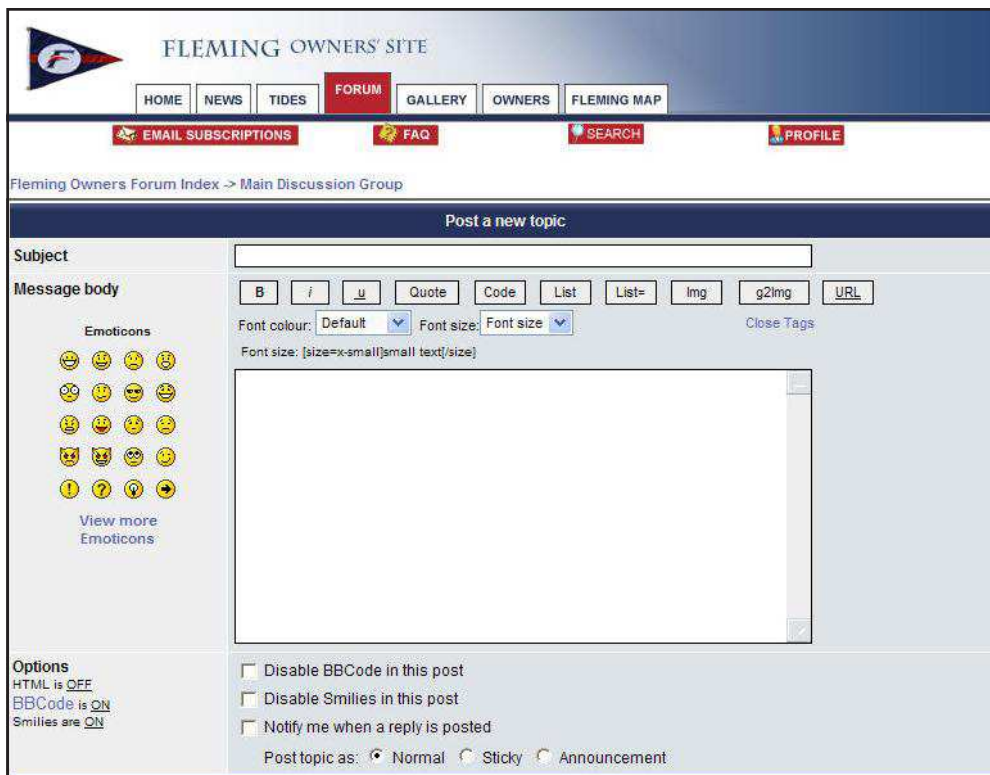 FLEMING OWNERS' SITE
HOME NEWS TIDES FORUM GALLERY OWNERS FLEMING MAP
EMAIL SUBSCRIPTIONS FAQ SEARCH PROFILE
Fleming Owners Forum Index -> Main Discussion Group
Post a new topic
Subject
Message body
B i u Quote Code List List= Img g2Img URL
Font colour: Default Font size: Font size Close Tags
Font size: [size=x-small]small text[/size]
Emoticons
View more
Emoticons
Options
HTML is OFF
BBCode is ON
Smilies are ON
Disable BBCode in this post
Disable Smilies in this post
Notify me when a reply is posted
Post topic as: Normal Sticky Announcement